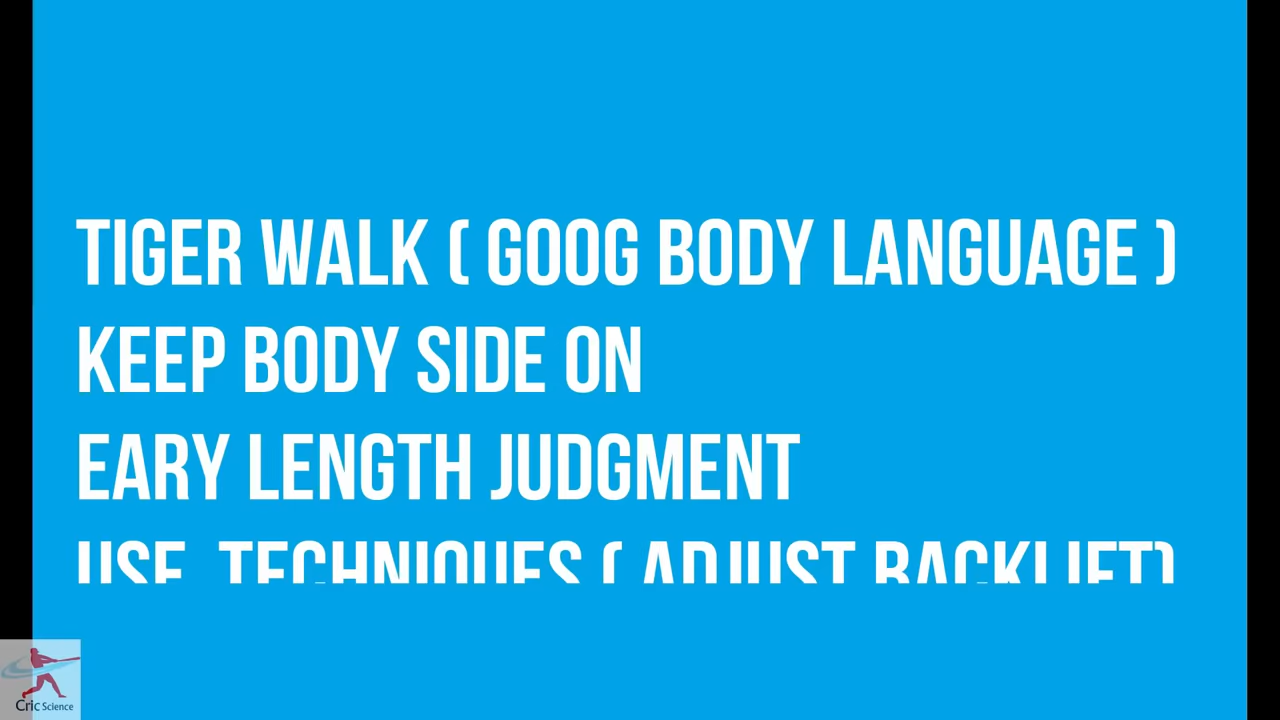 TIGER WALK ( GOOG BODY LANGUAGE )
KEEP BODY SIDE ON
EARY LENGTH JUDGMENT
USE TECHNIQUES ( ADJUST BACKLIFT)
Cric Science